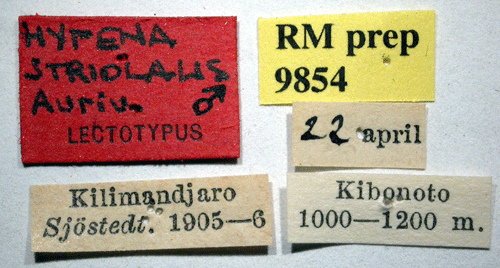 HYPENA
STRIOLALIS
Auriv. ♂
LECTOTYPUS
RM prep
9854
22 april
Kilimandjaro
Sjöstedt. 1905—6
Kibonoto
1000—1200 m.